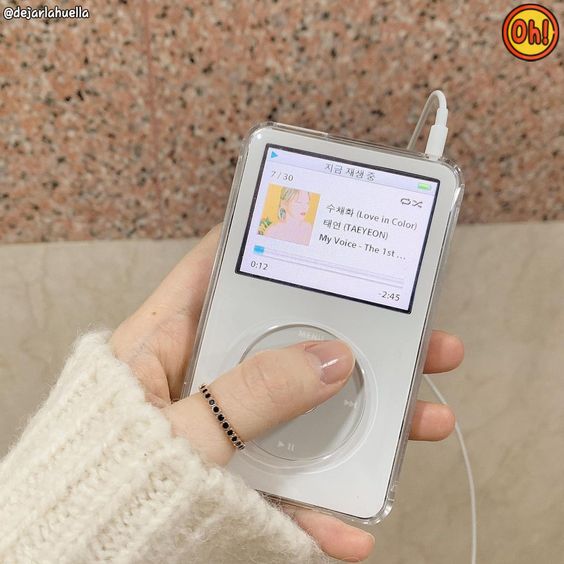 @dejarlahuella
Oh!
지금 재생 중
7 / 30
수채화 (Love in Color)
태연 (TAEYEON)
My Voice - The 1st ...
0:12
-2:45
MENU